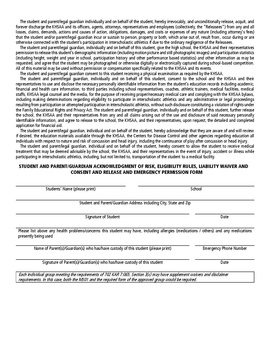 The student and parent/legal guardian, individually and on behalf of the student, hereby irrevocably, and unconditionally release, acquit, and
forever discharge the KHSAA and its officers, agents, attorneys, representatives and employees (collectively, the "Releasees") from any and all
losses, claims, demands, actions and causes of action, obligations, damages, and costs or expenses of any nature (including attorney's fees)
that the student and/or parent/legal guardian incur or sustain to person, property or both, which arise out of, result from, occur during or are
otherwise connected with the student's participation in interscholastic athletics if due to the ordinary negligence of the Releasees.
The student and parent/legal guardian, individually and on behalf of this student, give the high school, the KHSAA and their representatives
permission to release this student's demographic information (including motion picture and still photographic images) and participation statistics
(including height, weight and year in school, participation history and other performance based statistics) and other information as may be
requested, and agree that the student may be photographed or otherwise digitally or electronically captured during school-based competition.
All of this material may be used without permission or compensation specifically related to the KHSAA and its events.
The student and parent/legal guardian consent to this student receiving a physical examination as required by the KHSAA.
The student and parent/legal guardian, individually and on behalf of this student, consent to the school and the KHSAA and their
representatives to use and disclose the necessary personally identifiable information from the student's education records including academic,
financial and health care information, to third parties including school representatives, coaches, athletic trainers, medical facilities, medical
staffs, KHSAA legal counsel and the media, for the purpose of receiving proper/necessary medical care and complying with the KHSAA bylaws,
including making determinations regarding eligibility to participate in interscholastic athletics and any administrative or legal proceedings
resulting from participation or attempted participation in interscholastic athletics, without such disclosure constituting a violation of rights under
the Family Educational Rights and Privacy Act. The student and parent/legal guardian, individually and on behalf of this student, further release
the school, the KHSAA and their representatives from any and all claims arising out of the use and disclosure of said necessary personally
identifiable information, and agree to release to the school, the KHSAA, and their representatives, upon request, the detailed and complete
application for financial aid.
The student and parent/legal guardian, individual and on behalf of the student, hereby acknowledge that they are aware of and will review
if desired, the education materials available through the KHSAA, the Centers for Disease Control and other agencies regarding education all
individuals with respect to nature and risk of concussion and head injury, including the continuance of play after concussion or head injury.
The student and parent/legal guardian, individually and on behalf of the student, hereby consent to allow the student to receive medical
treatment that may be deemed advisable by the school, the KHSAA, and their representatives in the event of injury, accident or illness while
participating in interscholastic athletics, including, but not limited to, transportation of the student to a medical facility.
STUDENT AND PARENT/GUARDIAN ACKNOWLEDGEMENT OF RISK, ELIGIBILITY RULES, LIABILITY WAIVER AND
CONSENT AND RELEASE AND EMERGENCY PERMISSION FORM
Students' Name (please print) School
Student and Parent/Guardian Address including City, State and Zip
Signature of Student Date
Please list above any health problems/concerns this student may have, including allergies (medications / others) and any medications
presently being used
Name of Parent(s)/Guardian(s) who has/have custody of this student (please print) Emergency Phone Number
Signature of Parent(s)/Guardian(s) who has/have custody of this student Date
Each individual group meeting the requirements of 702 KAR 7:065, Section 3(c) may have supplement waivers and disclosure
requirements. In this case, both the MOST and the required form of the approved group would be required.